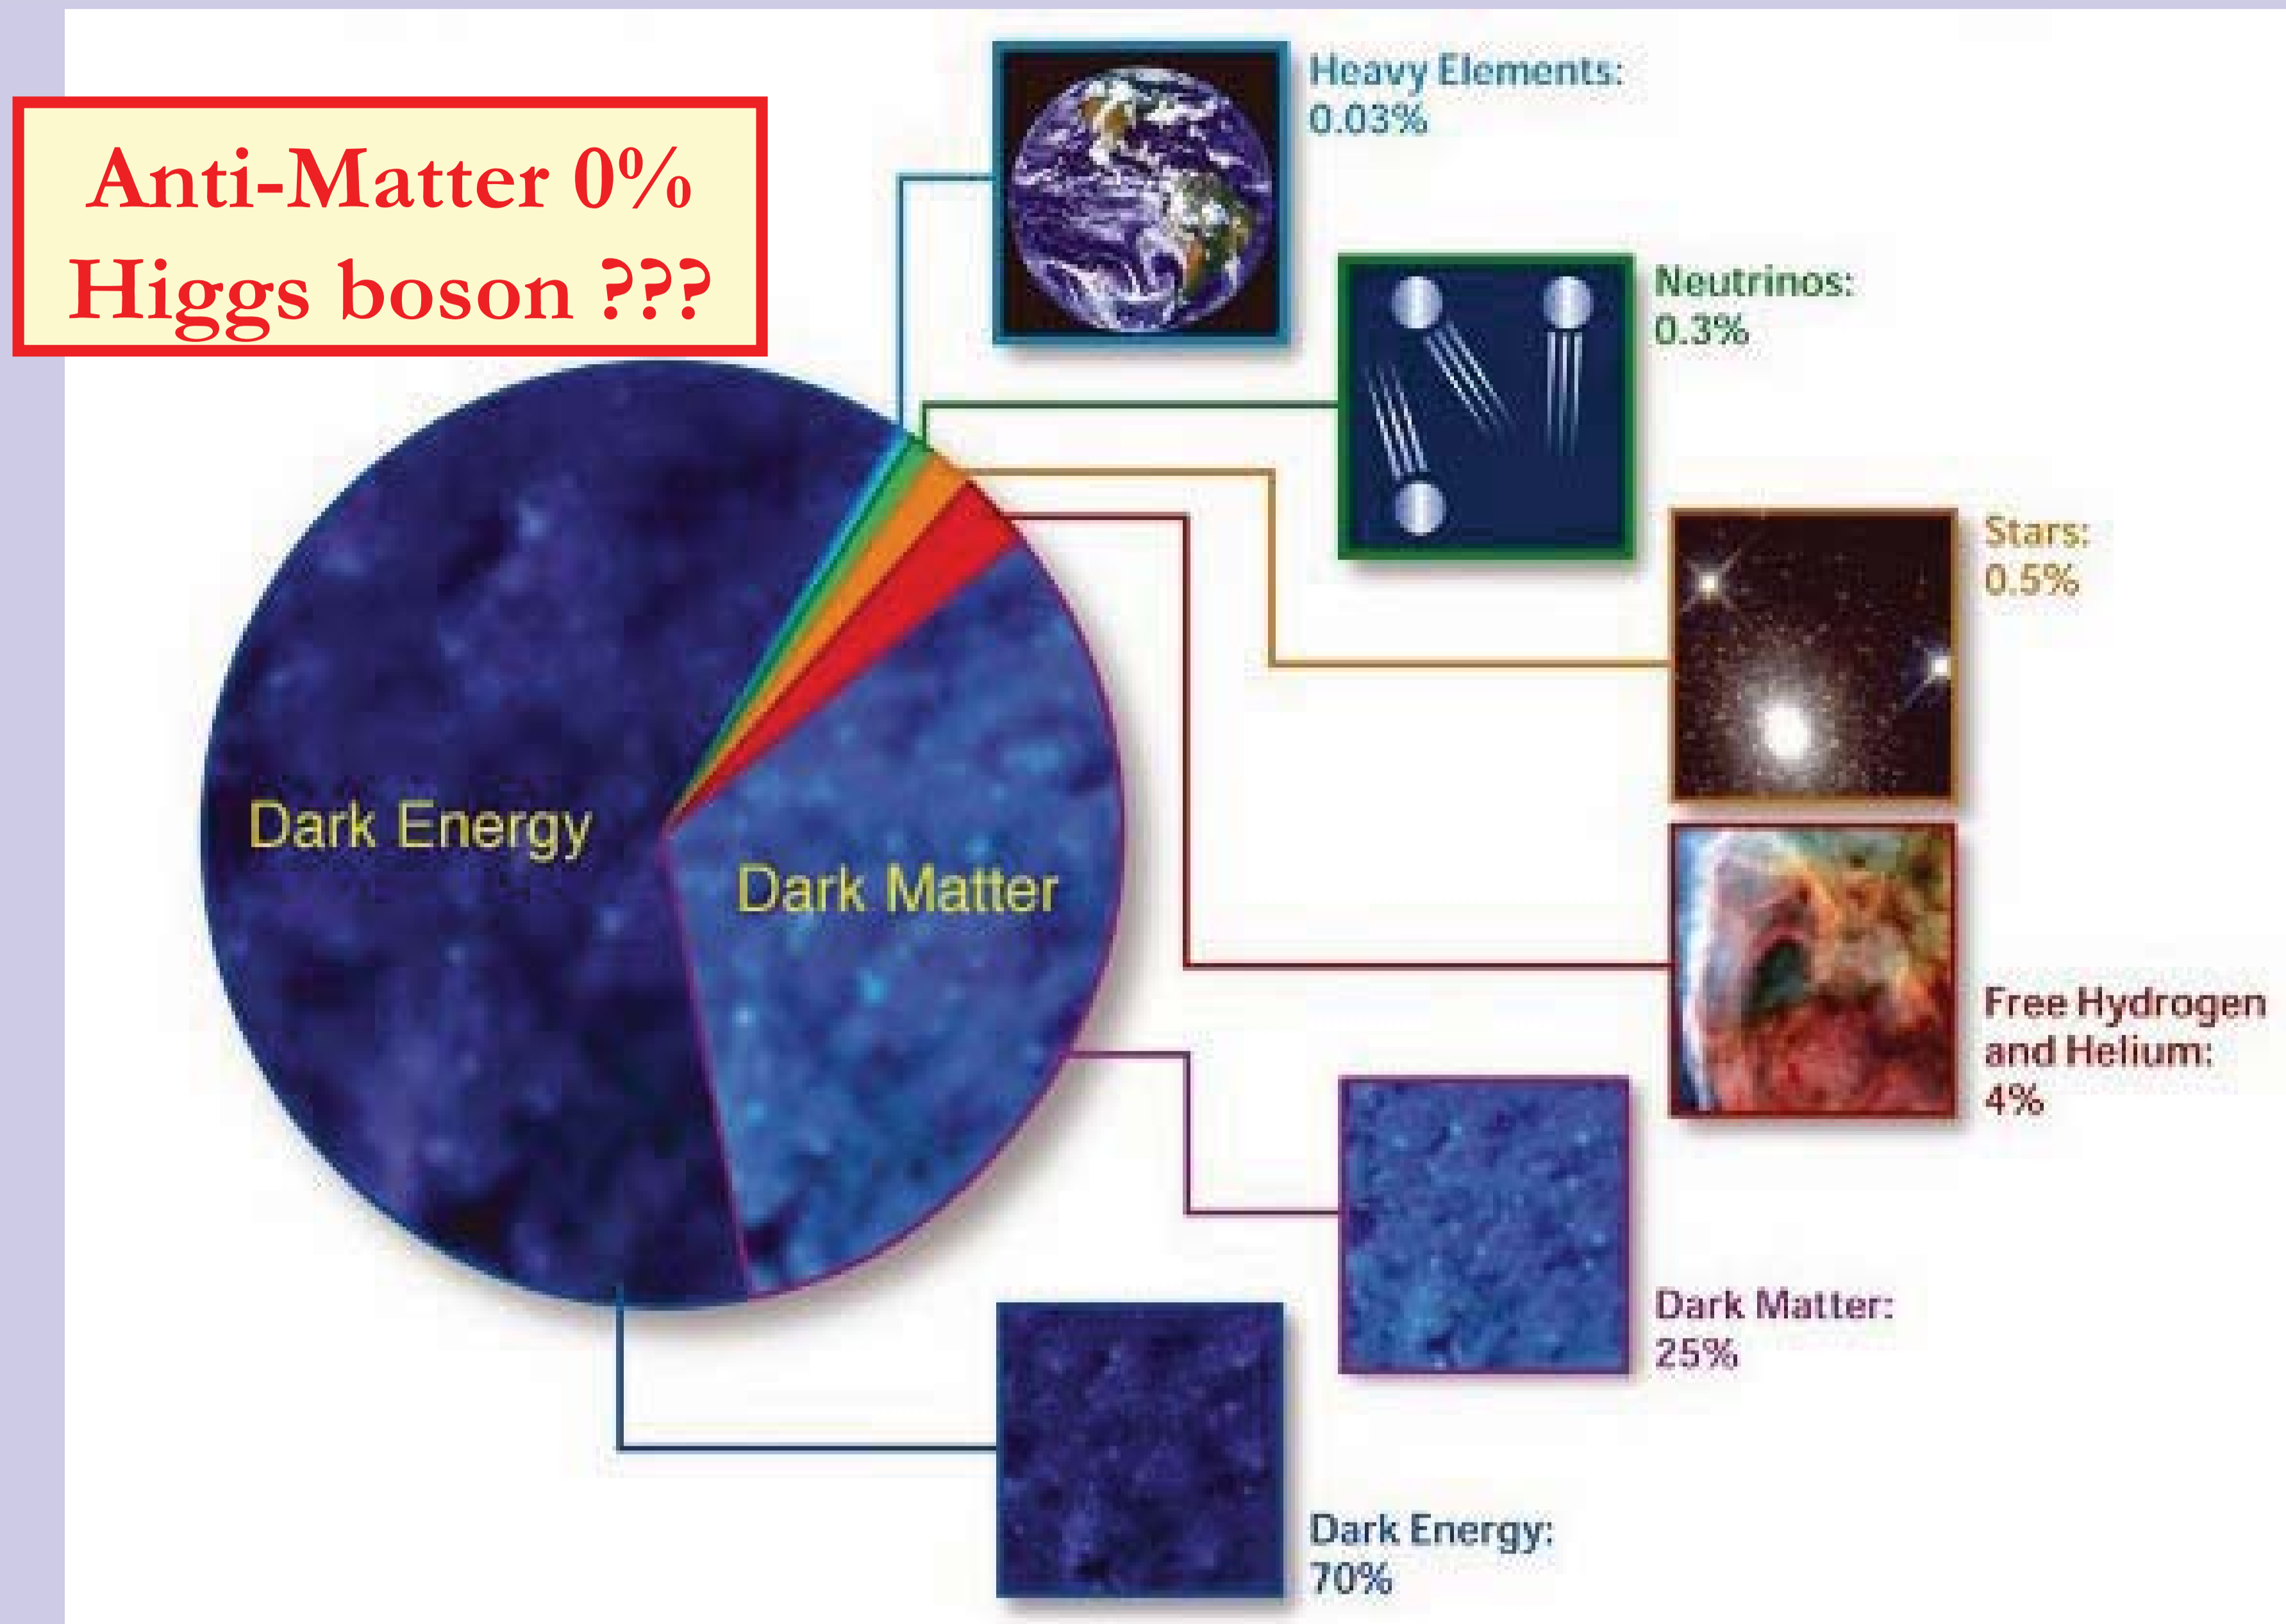 Anti-Matter 0%
Higgs boson ???
Heavy Elements:
0.03%
Neutrinos:
0.3%
Stars:
0.5%
Dark Energy
Dark Matter
Free Hydrogen
and Helium:
4%
Dark Matter:
25%
Dark Energy:
70%